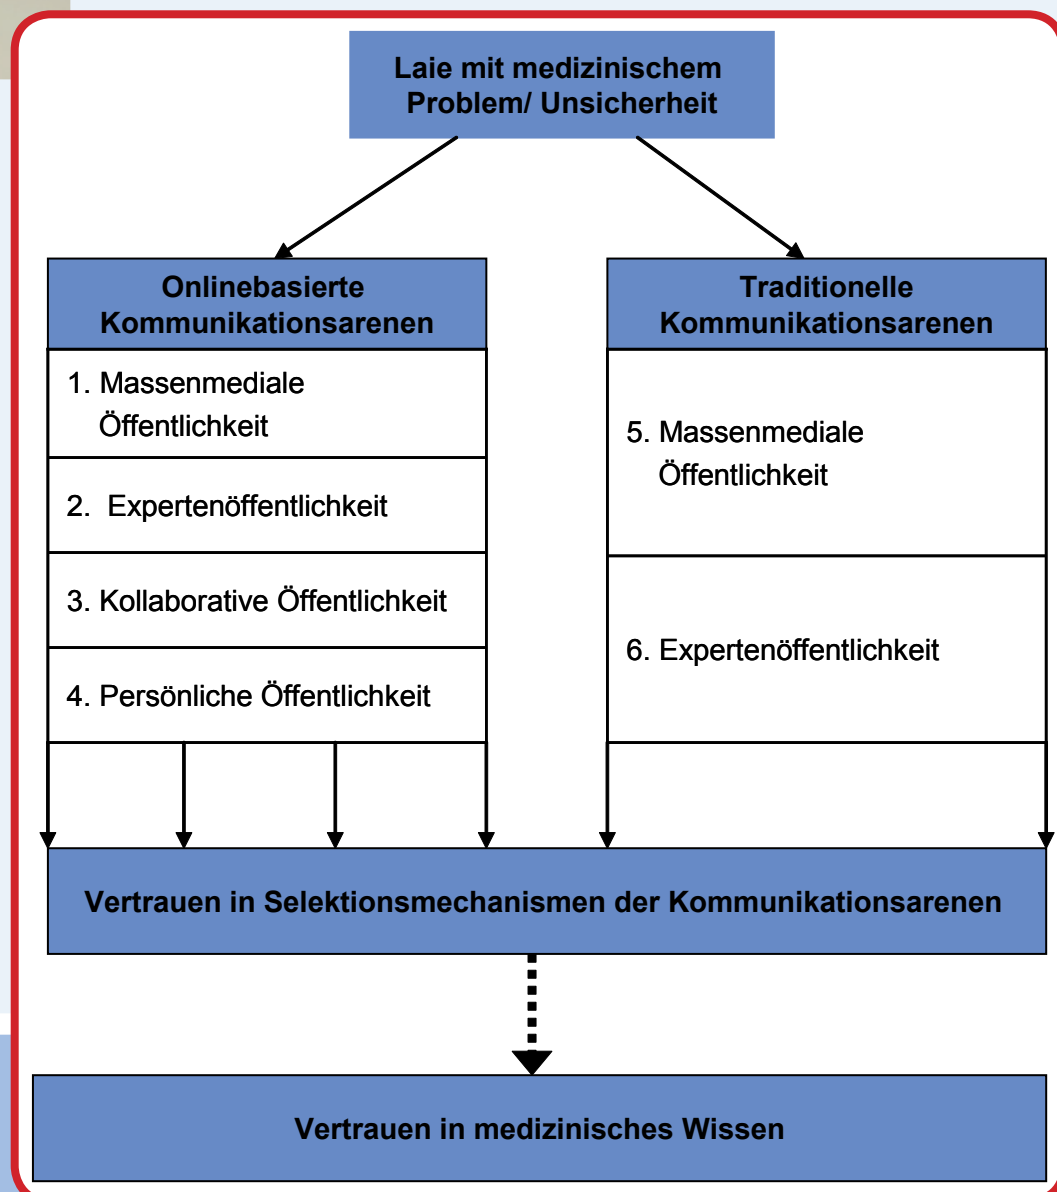 Laie mit medizinischem
Problem/ Unsicherheit
Onlinebasierte
Kommunikationsarenen
1. Massenmediale
Öffentlichkeit
2. Expertenöffentlichkeit
3. Kollaborative Öffentlichkeit
4. Persönliche Öffentlichkeit
Traditionelle
Kommunikationsarenen
5. Massenmediale
Öffentlichkeit
6. Expertenöffentlichkeit
Vertrauen in Selektionsmechanismen der Kommunikationsarenen
Vertrauen in medizinisches Wissen